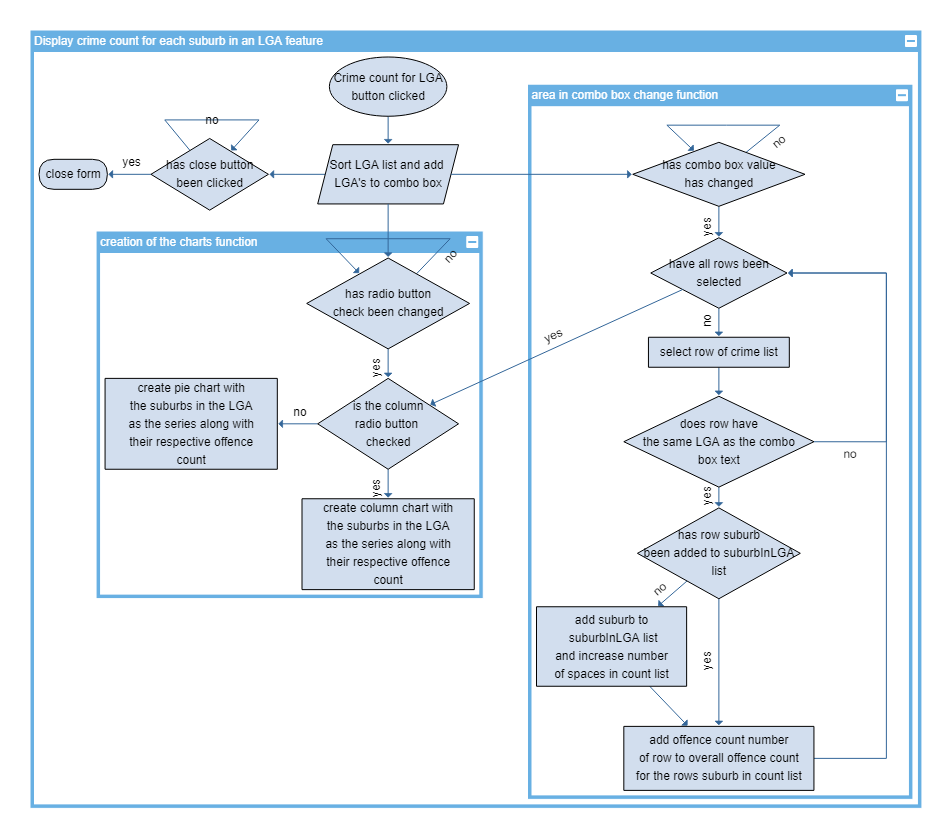 Display crime count for each suburb in an LGA feature
Crime count for LGA
button clicked
area in combo box change function
no
has close button
been clicked
yes
close form
Sort LGA list and add
LGA's to combo box
no
has combo box value
has changed
yes
creation of the charts function
no
has radio button
check been changed
yes
have all rows been
selected
yes
no
select row of crime list
is the column
radio button
checked
no
create pie chart with
the suburbs in the LGA
as the series along with
their respective offence
count
yes
create column chart with
the suburbs in the LGA
as the series along with
their respective offence
count
does row have
the same LGA as the combo
box text
no
yes
has row suburb
been added to suburbInLGA
list
no
add suburb to
suburbInLGA list
and increase number
of spaces in count list
yes
add offence count number
of row to overall offence count
for the rows suburb in count list